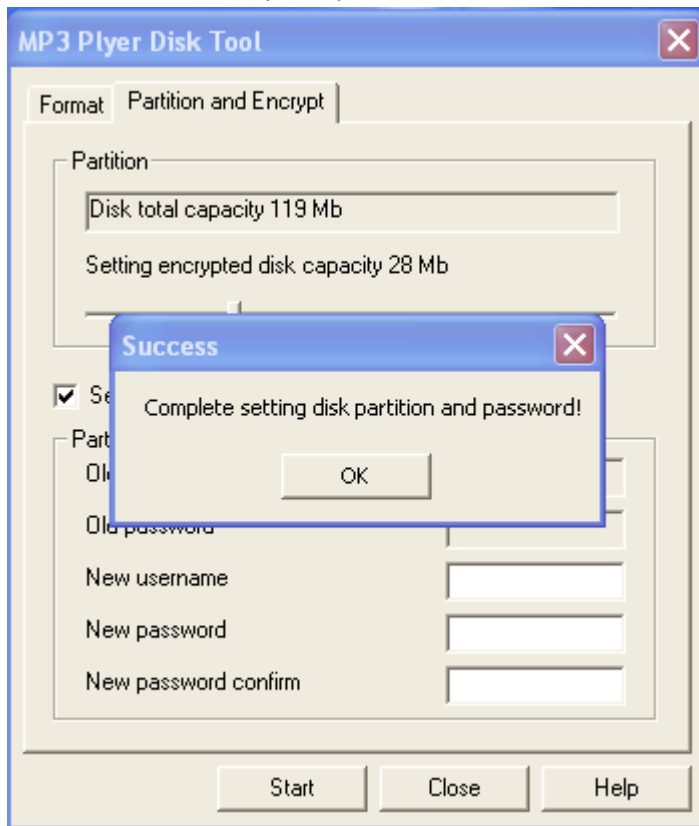 MP3 Plyer Disk Tool
Format Partition and Encrypt
Partition
Disk total capacity 119 Mb
Setting encrypted disk capacity 28 Mb
Success
Complete setting disk partition and password!
OK
Old password
New username
New password
New password confirm
Start Close Help